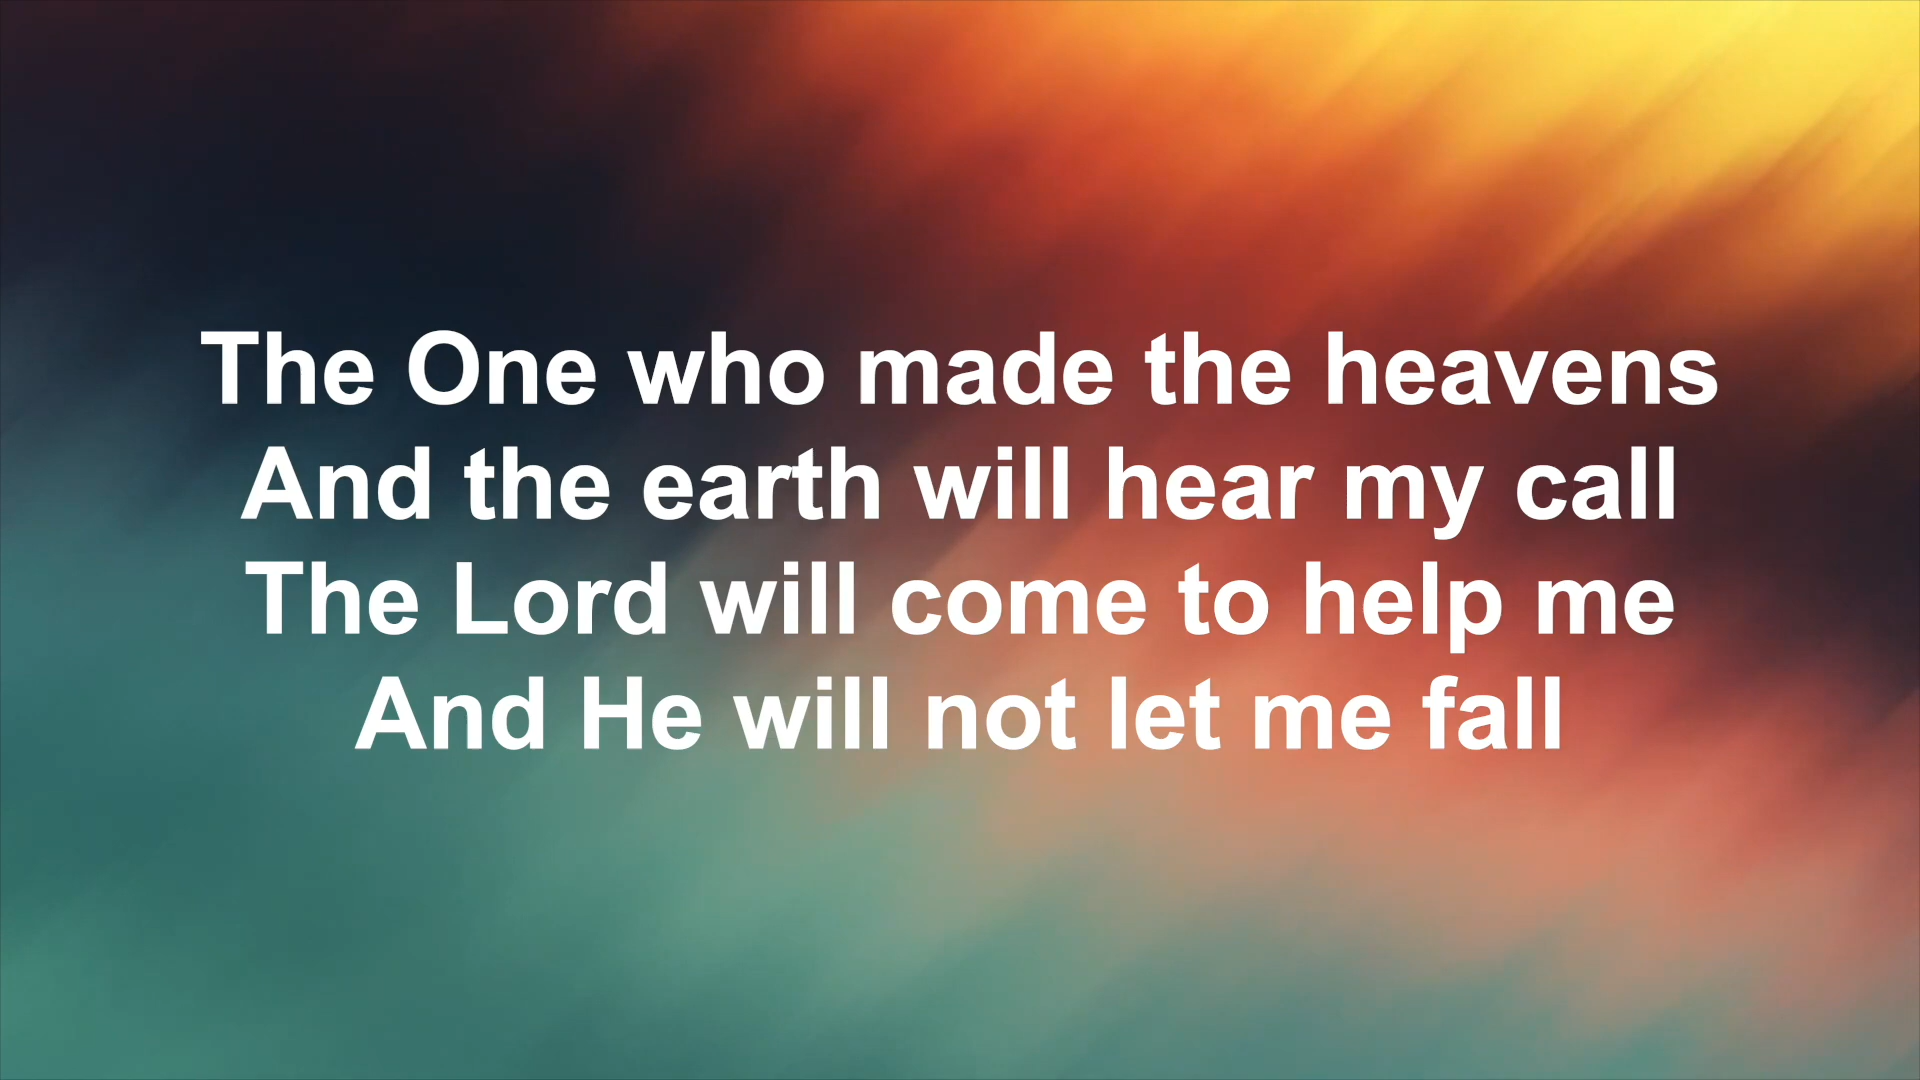 The One who made the heavens
And the earth will hear my call
The Lord will come to help me
And He will not let me fall